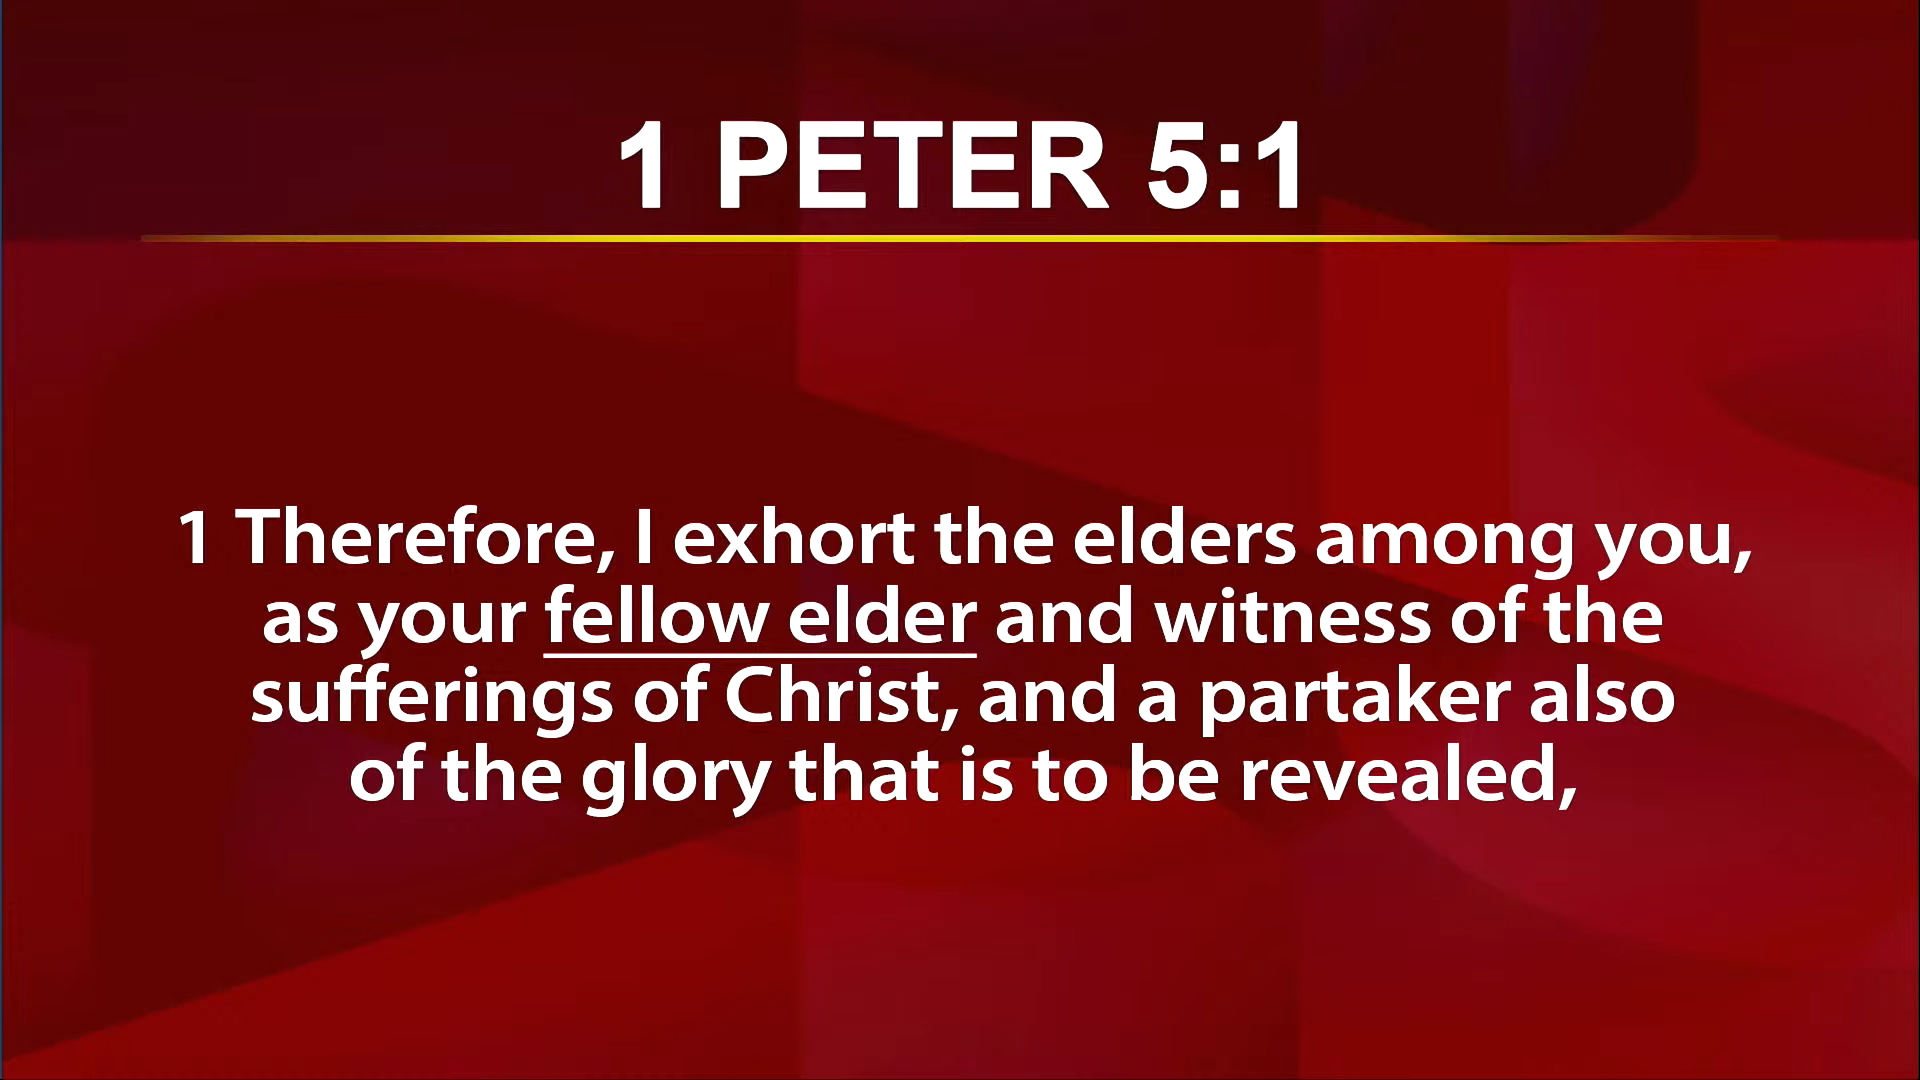 1 PETER 5:1
1 Therefore, I exhort the elders among you,
as your fellow elder and witness of the
sufferings of Christ, and a partaker also
of the glory that is to be revealed,